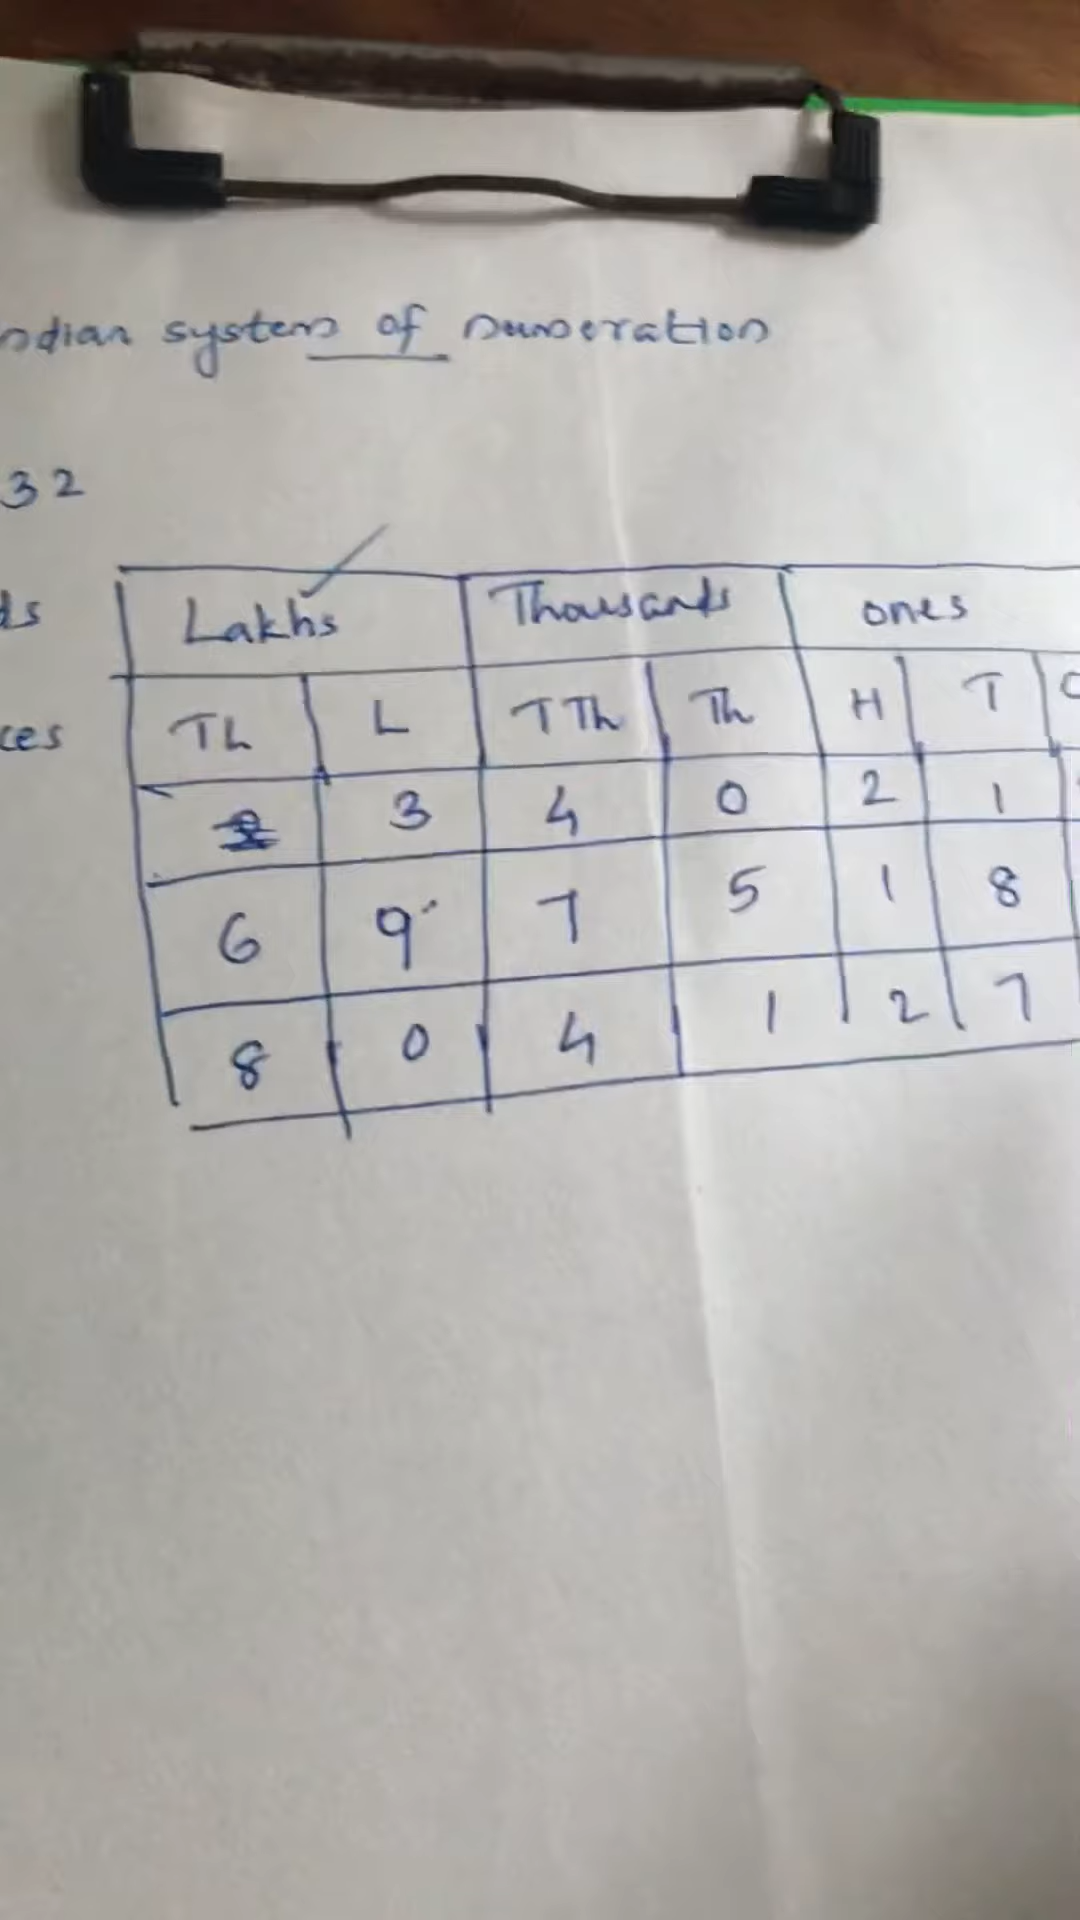 ndian system of numeration
32
ds Lakhs Thousands ones
ces TL L T Th Th H T
3 4 0 2 1
6 9 7 5 1 8
8 0 4 1 2 7